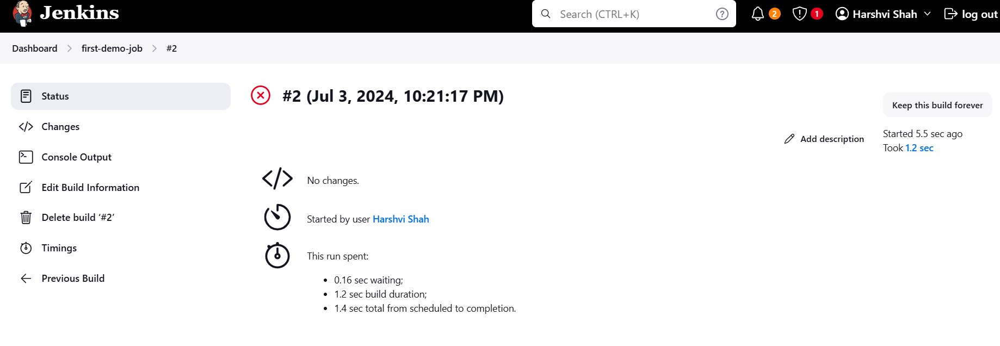 Jenkins
Search (CTRL+K)
?
2
1
Harshvi Shah
log out
Dashboard > first-demo-job > #2
Status
Changes
Console Output
Edit Build Information
Delete build ‘#2’
Timings
Previous Build
#2 (Jul 3, 2024, 10:21:17 PM)
Keep this build forever
Add description
Started 5.5 sec ago
Took 1.2 sec
No changes.
Started by user Harshvi Shah
This run spent:
• 0.16 sec waiting;
• 1.2 sec build duration;
• 1.4 sec total from scheduled to completion.